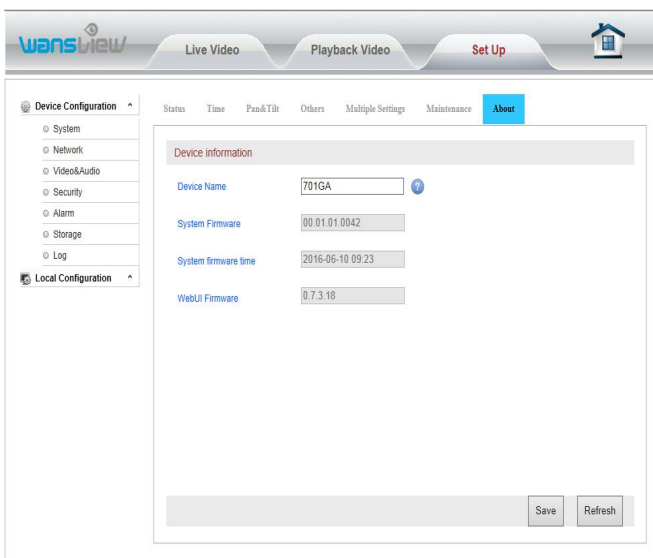 wansview
Live Video Playback Video Set Up
Device Configuration
System
Network
Video&Audio
Security
Alarm
Storage
Log
Local Configuration
Status Time Pan&Tilt Others Multiple Settings Maintenance About
Device information
Device Name 701GA ?
System Firmware 00.01.01.0042
System firmware time 2016-06-10 09:23
WebUI Firmware 0.7.3.18
Save Refresh